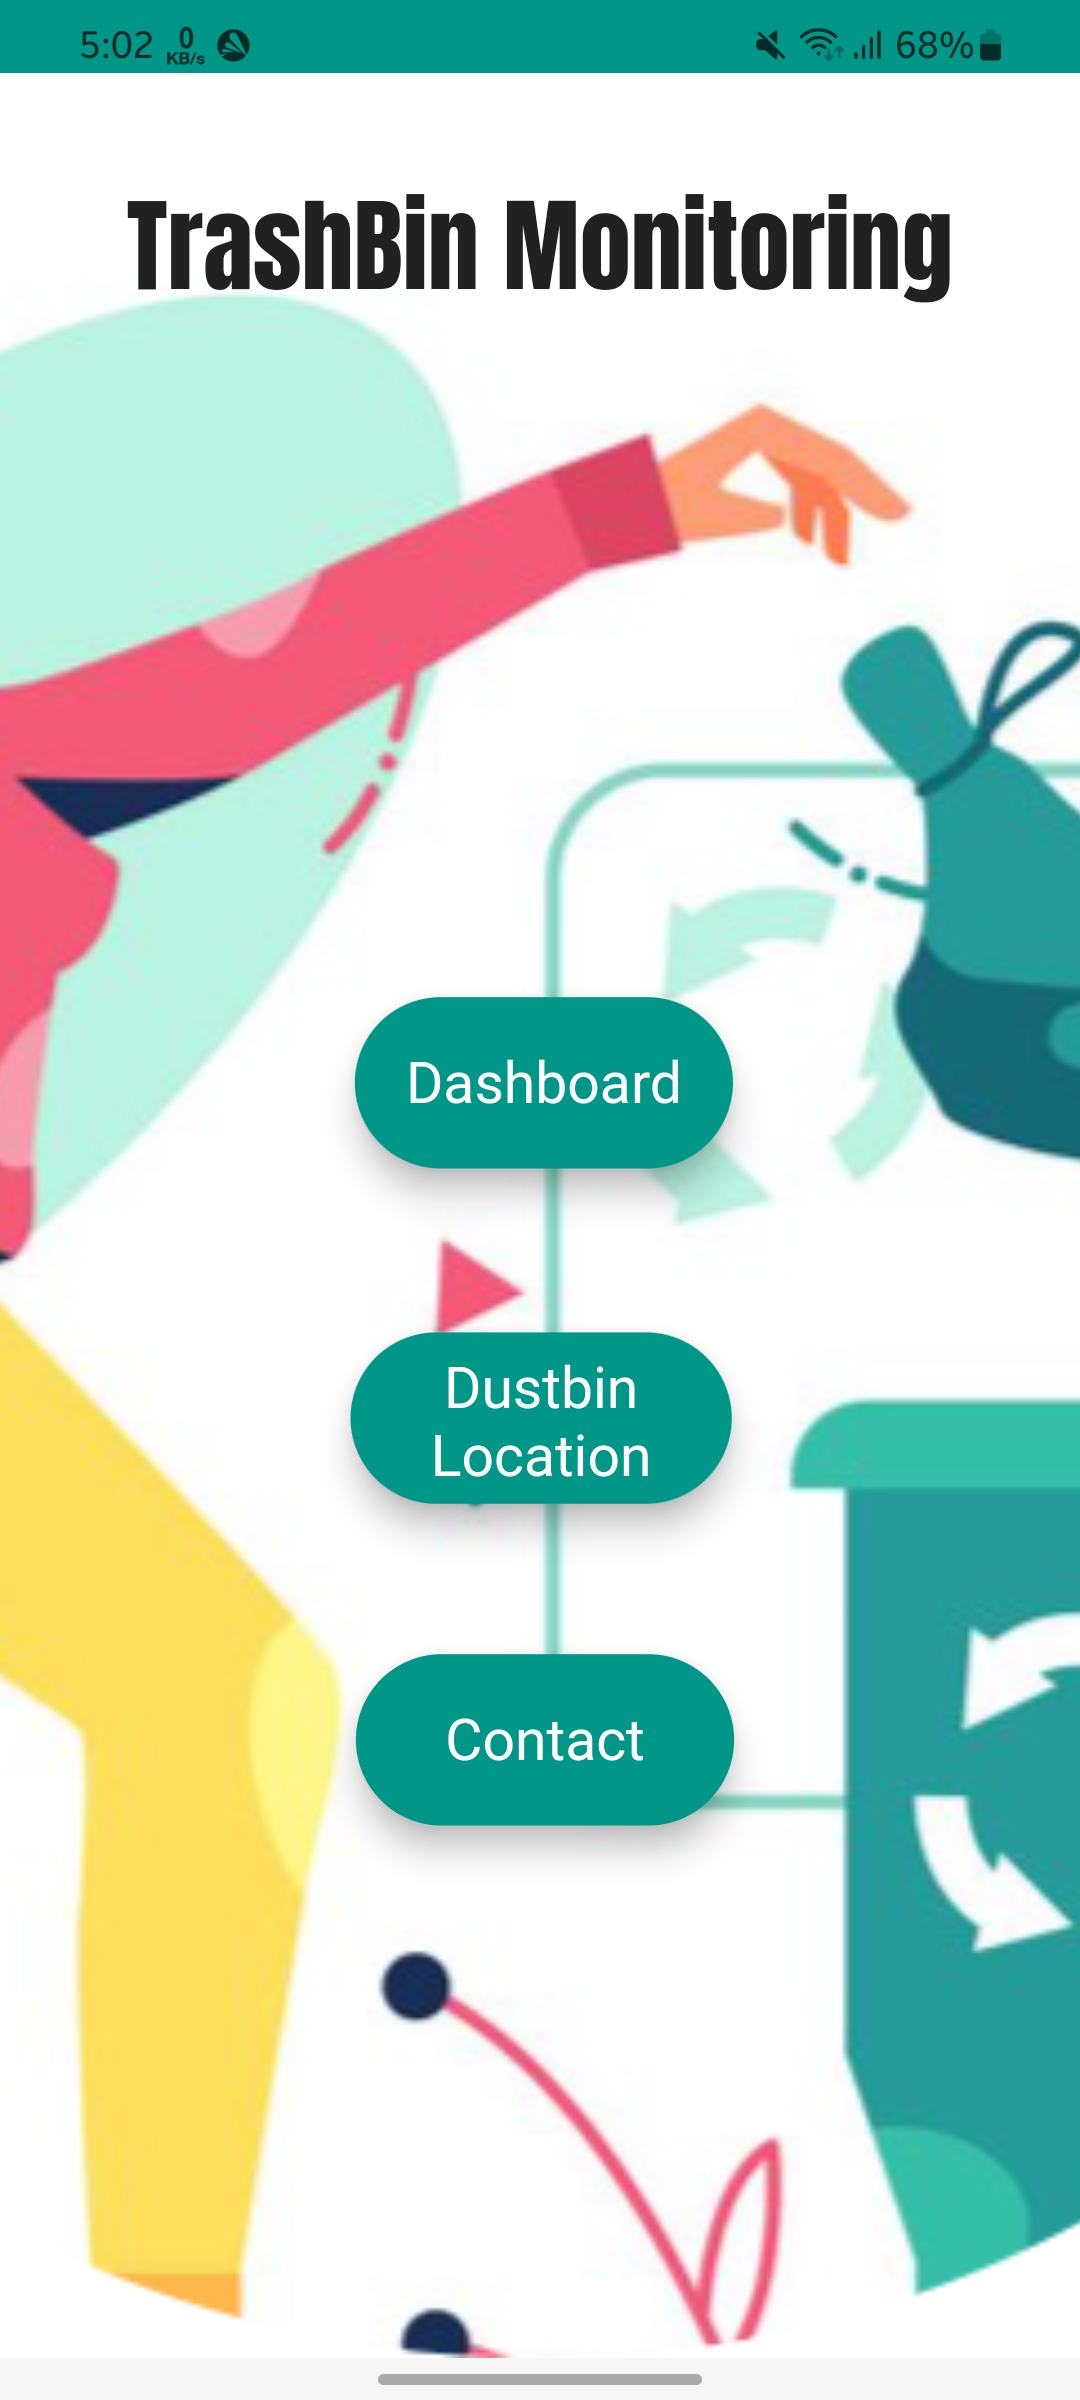 5:02 0 KB/s 68%
TrashBin Monitoring
Dashboard
Dustbin
Location
Contact